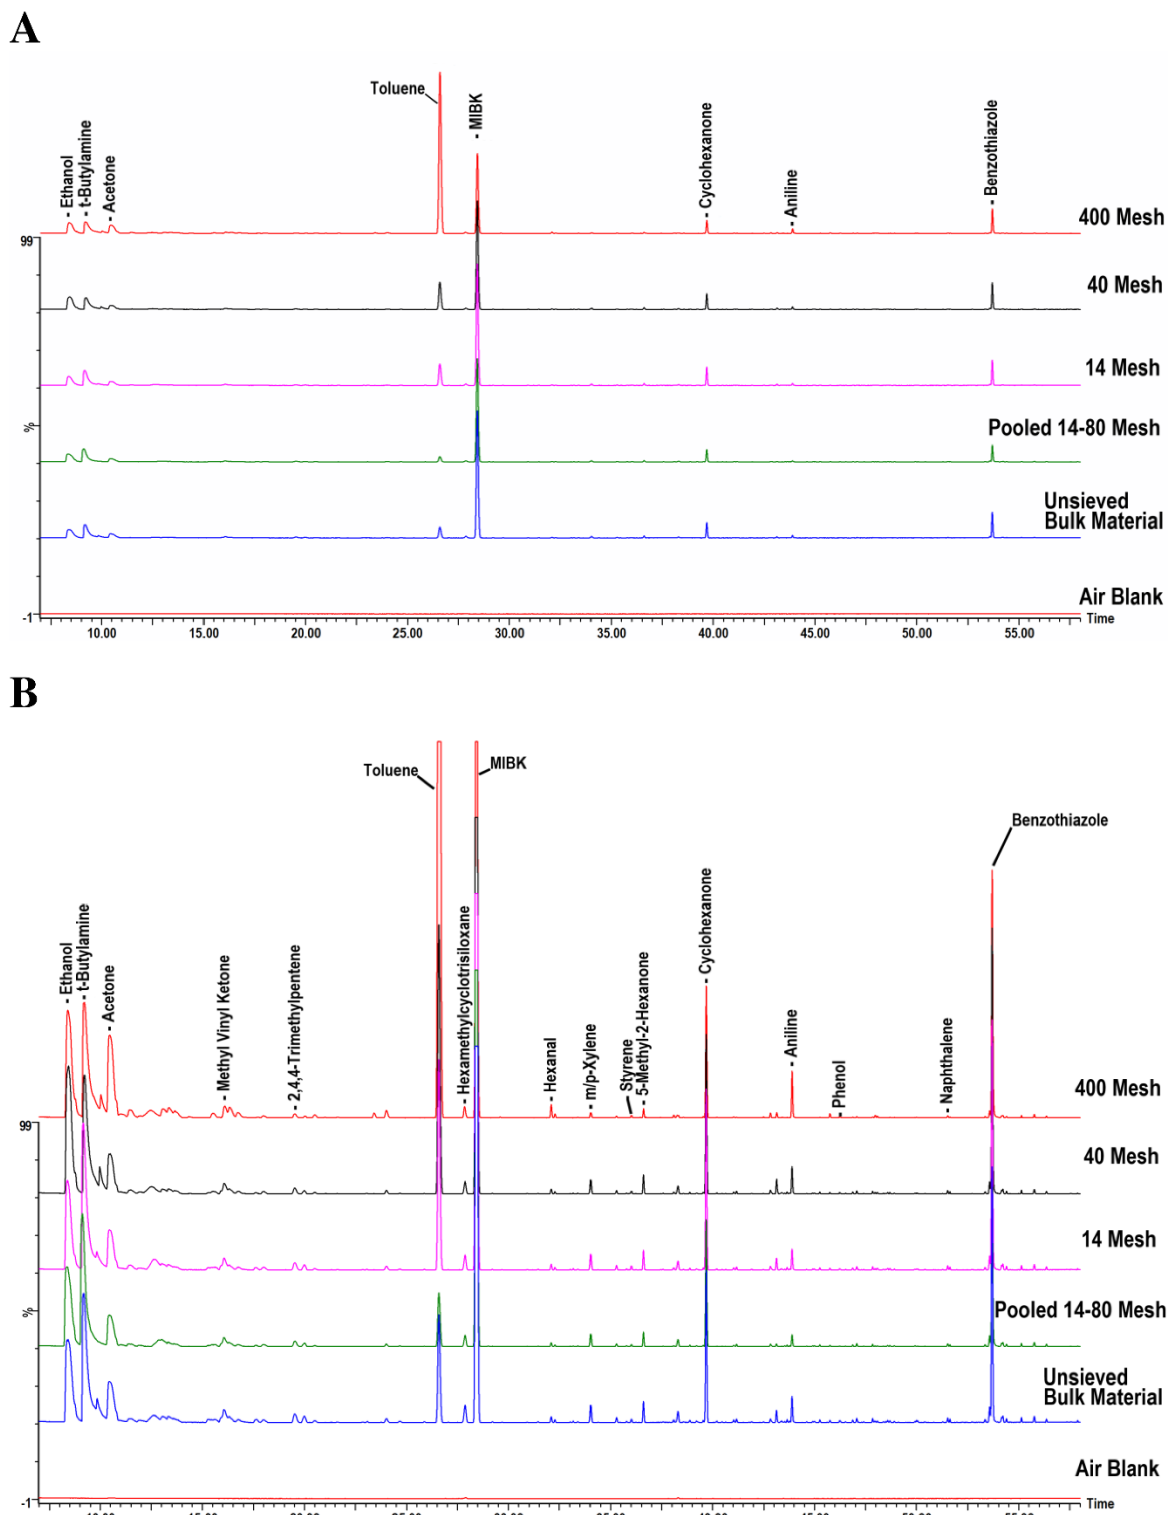 A
Toluene
MIBK
Ethanol
t-Butylamine
Acetone
Cyclohexanone
Aniline
Benzothiazole
400 Mesh
99
40 Mesh
14 Mesh
%
Pooled 14-80 Mesh
Unsieved
Bulk Material
Air Blank
-1
Time
10.00 15.00 20.00 25.00 30.00 35.00 40.00 45.00 50.00 55.00
B
Toluene
MIBK
Benzothiazole
Ethanol
t-Butylamine
Acetone
Methyl Vinyl Ketone
2,4,4-Trimethylpentene
Hexamethylcyclotrisiloxane
Hexanal
m/p-Xylene
Styrene
5-Methyl-2-Hexanone
Cyclohexanone
Aniline
Phenol
Naphthalene
400 Mesh
99
40 Mesh
14 Mesh
%
Pooled 14-80 Mesh
Unsieved
Bulk Material
Air Blank
-1
Time